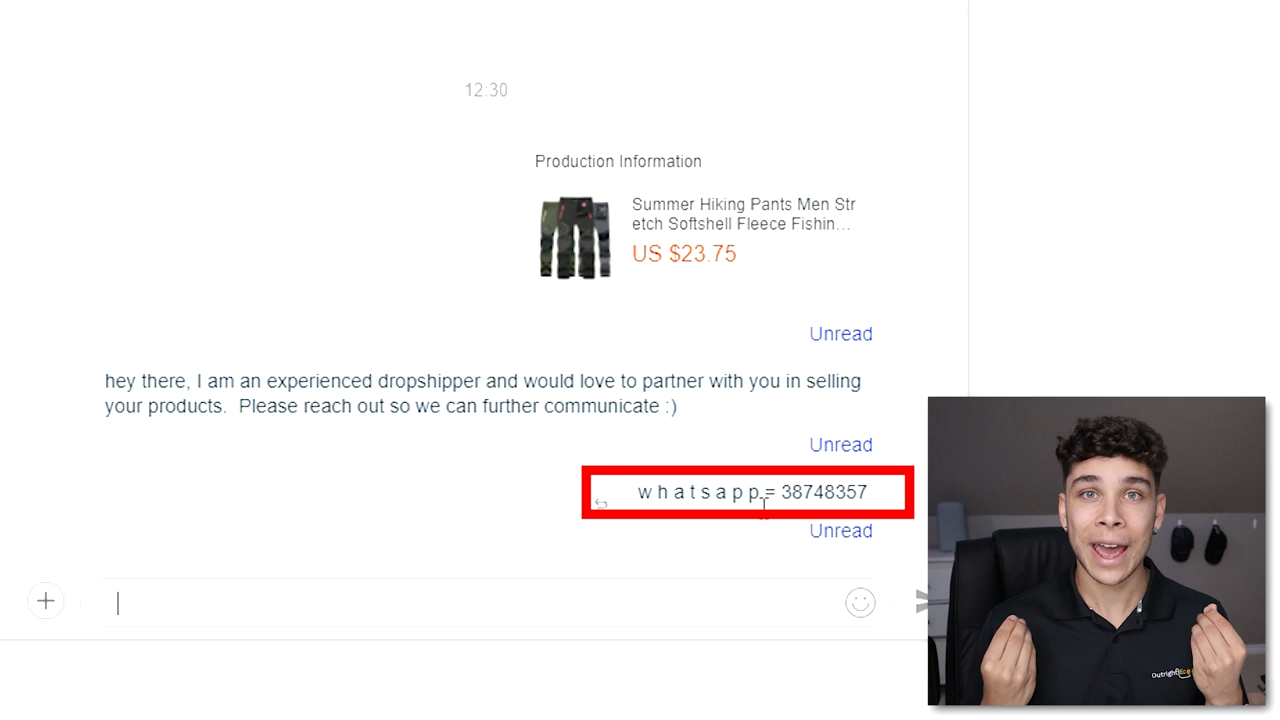 12:30
Production Information
Summer Hiking Pants Men Str
etch Softshell Fleece Fishin...
US $23.75
Unread
hey there, I am an experienced dropshipper and would love to partner with you in selling
your products.  Please reach out so we can further communicate :)
Unread
w h a t s a p p = 38748357
Unread
Outright